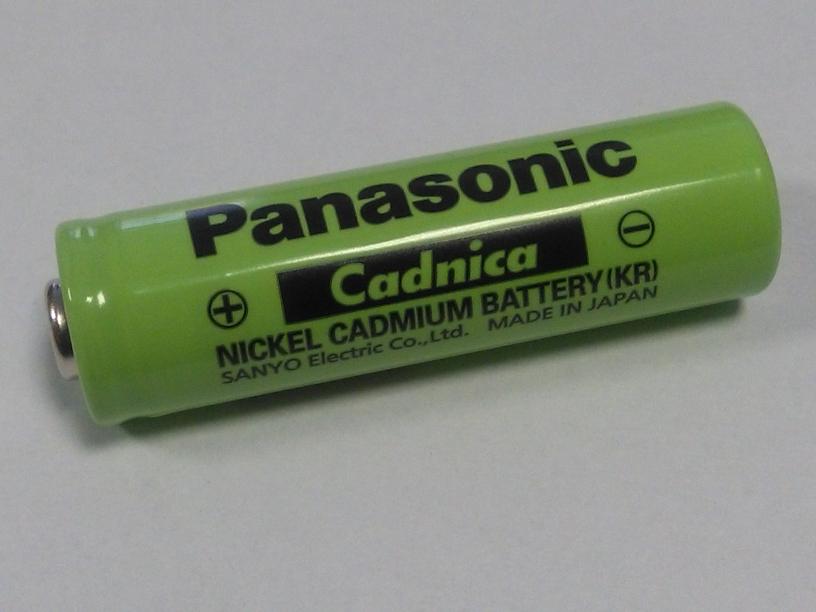 Panasonic
Cadnica
+ −
NICKEL CADMIUM BATTERY(KR)
SANYO Electric Co.,Ltd. MADE IN JAPAN